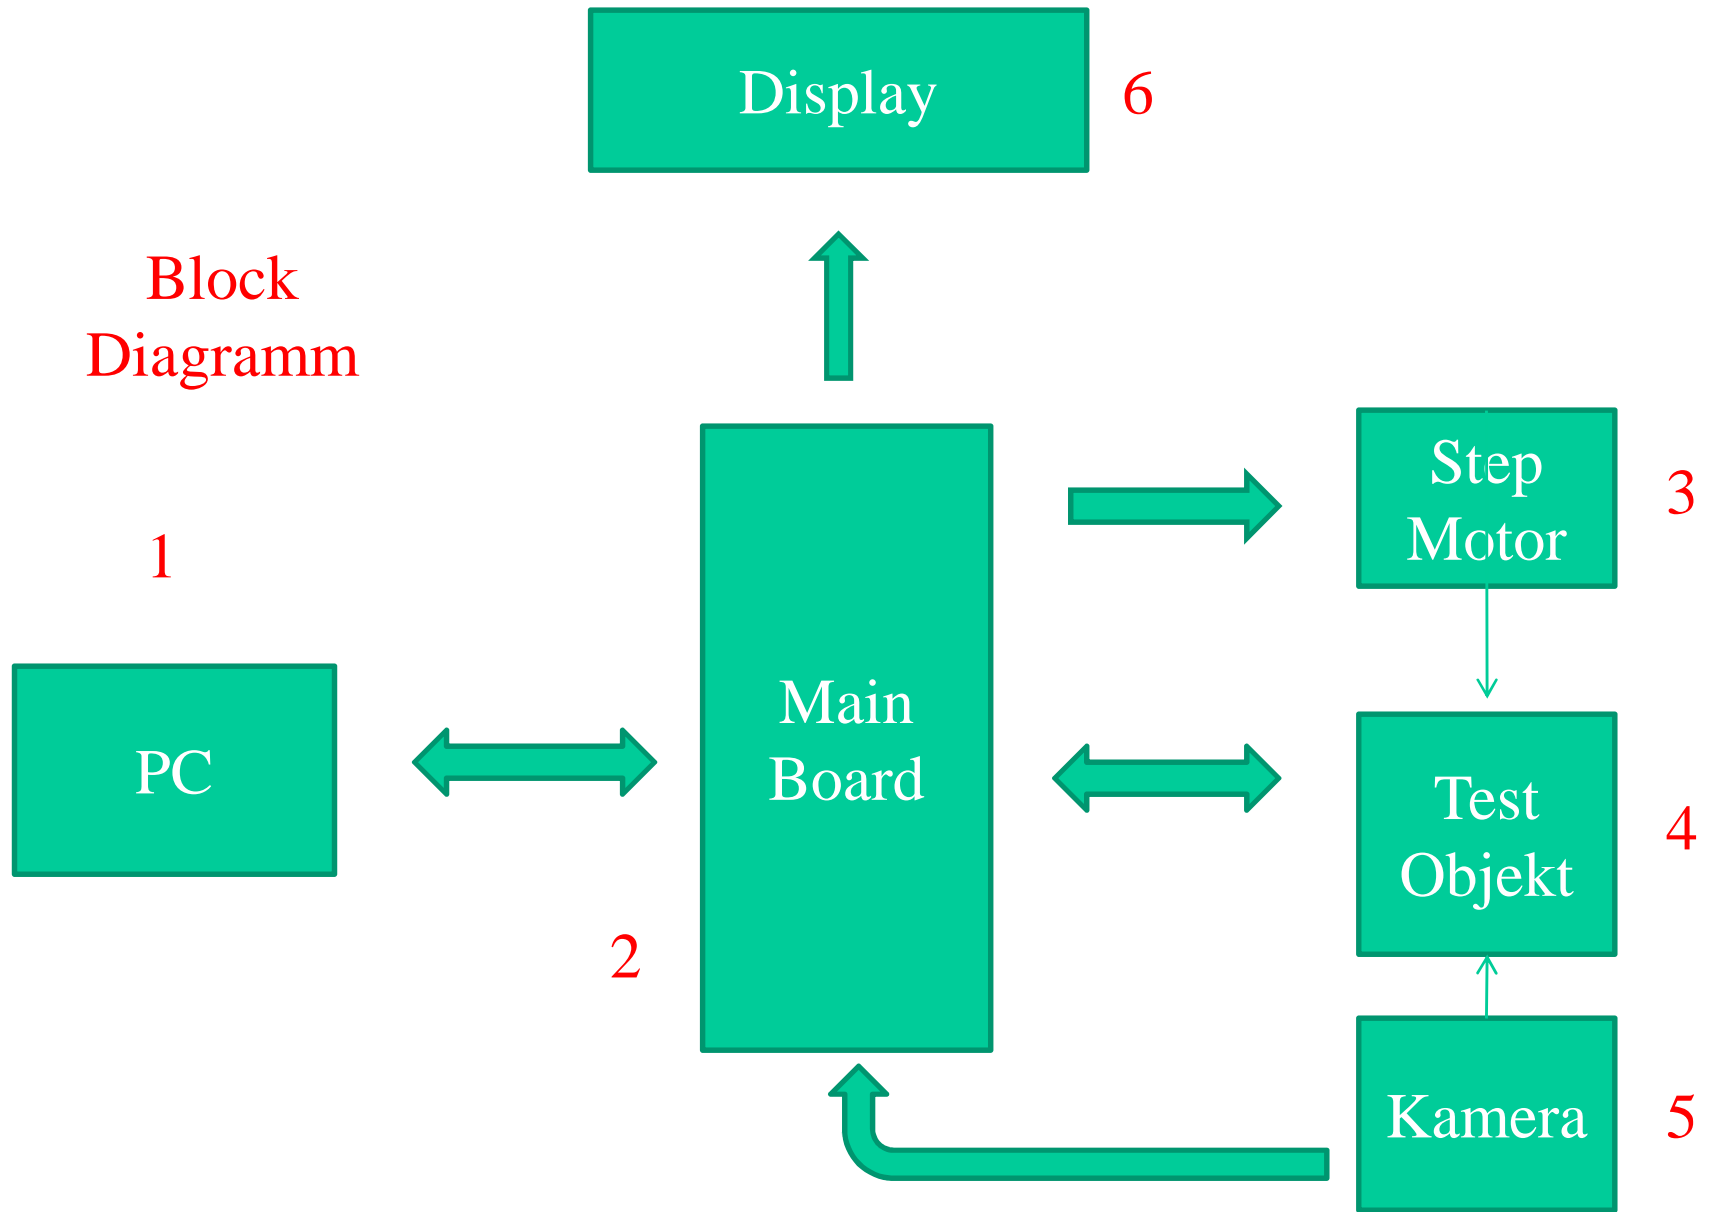 Display
6
Block
Diagramm
Step
Motor
3
1
Main
Board
PC
Test
Objekt
4
2
Kamera
5